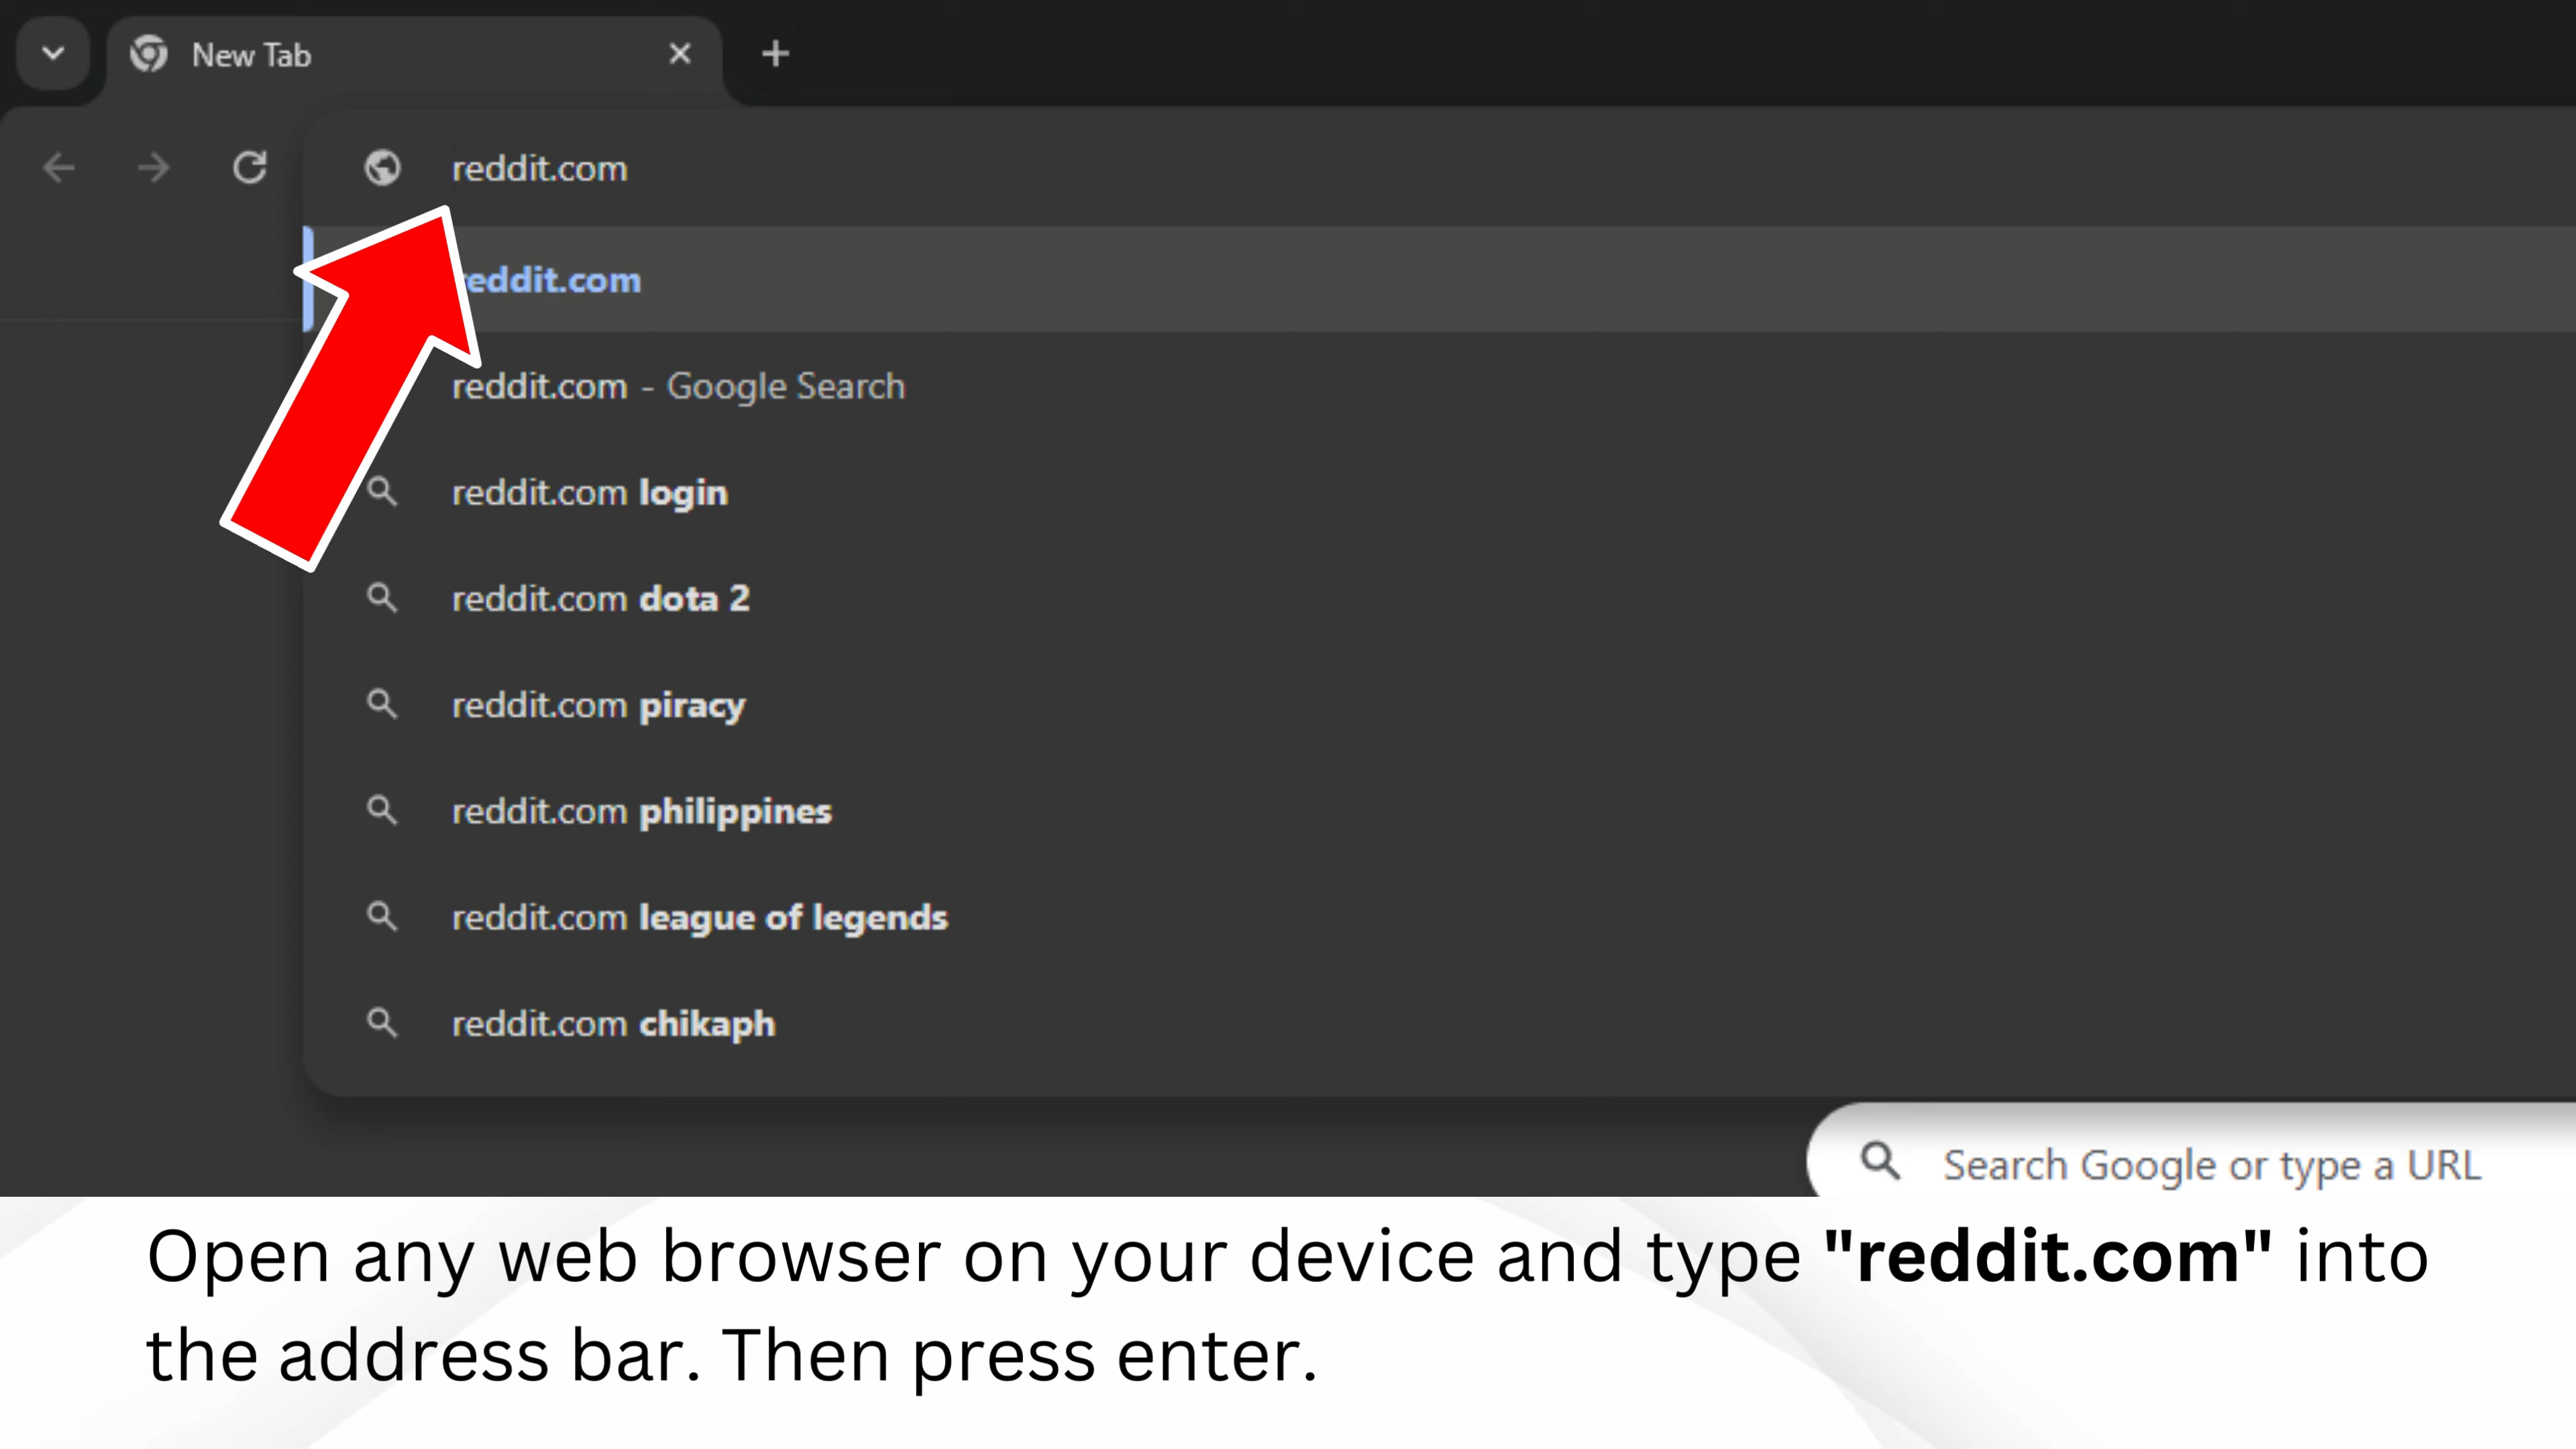 New Tab
reddit.com
reddit.com
reddit.com - Google Search
reddit.com login
reddit.com dota 2
reddit.com piracy
reddit.com philippines
reddit.com league of legends
reddit.com chikaph
Search Google or type a URL
Open any web browser on your device and type "reddit.com" into
the address bar. Then press enter.